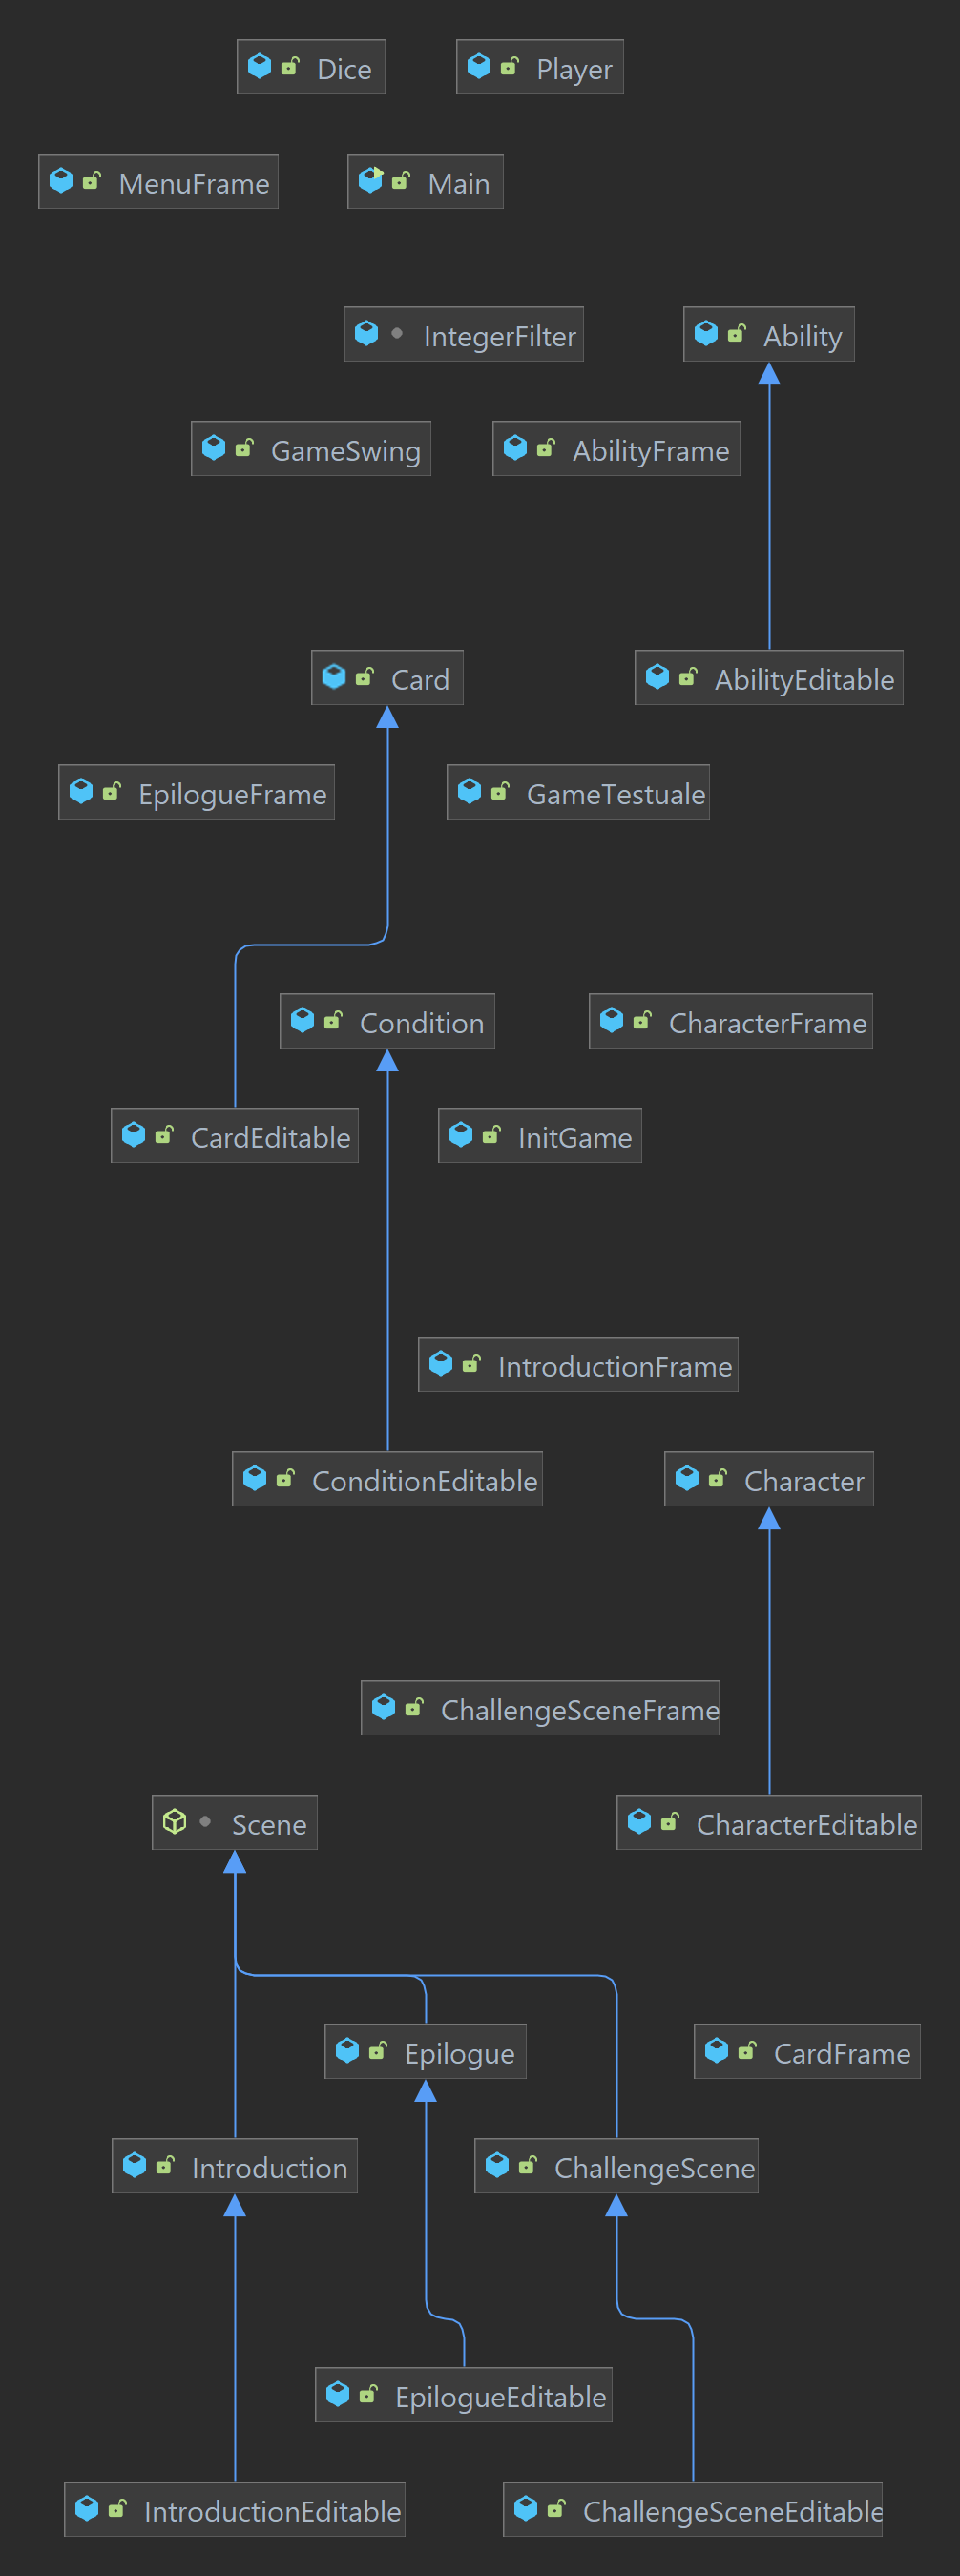 Dice
Player
MenuFrame
Main
IntegerFilter
Ability
GameSwing
AbilityFrame
Card
AbilityEditable
EpilogueFrame
GameTestuale
Condition
CharacterFrame
CardEditable
InitGame
IntroductionFrame
ConditionEditable
Character
ChallengeSceneFrame
Scene
CharacterEditable
Epilogue
CardFrame
Introduction
ChallengeScene
EpilogueEditable
IntroductionEditable
ChallengeSceneEditable